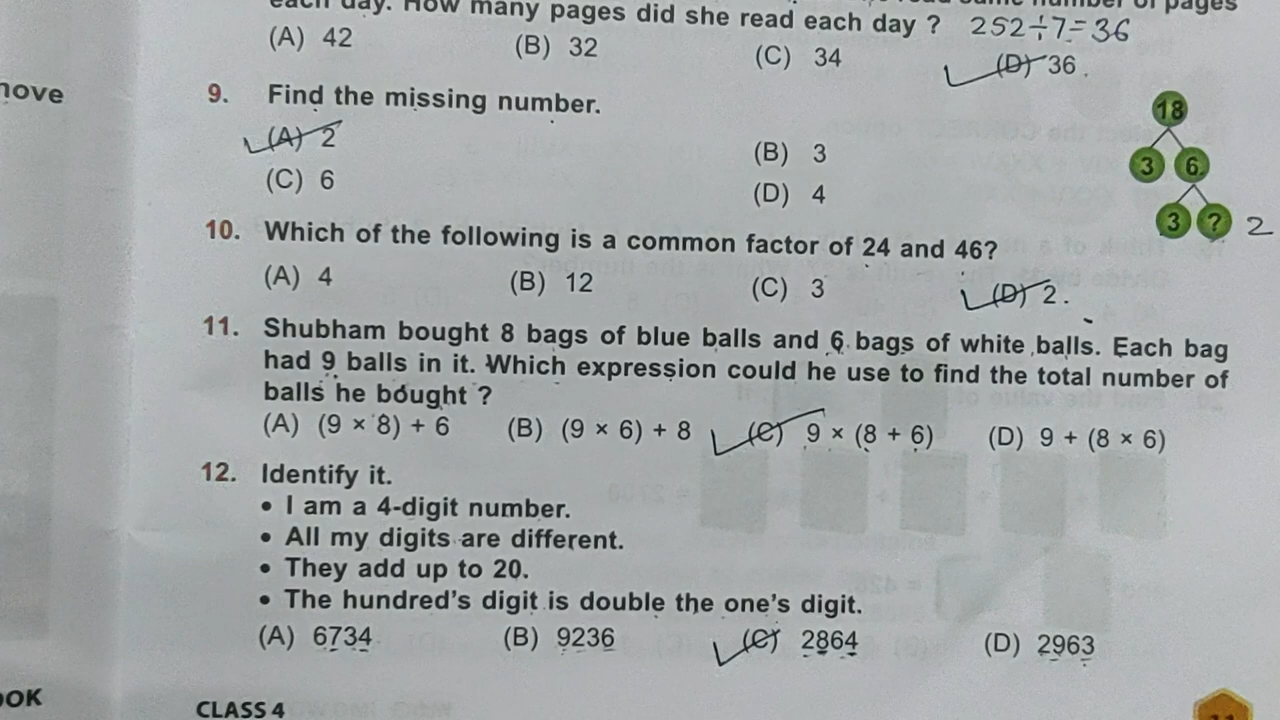 each day. How many pages did she read each day ? 252÷7=36
(A) 42 (B) 32 (C) 34 (D) 36.
move
9. Find the missing number.
(A) 2 (B) 3
(C) 6 (D) 4
18
3 6
3 ? 2
10. Which of the following is a common factor of 24 and 46?
(A) 4 (B) 12 (C) 3 (D) 2.
11. Shubham bought 8 bags of blue balls and 6 bags of white balls. Each bag
had 9 balls in it. Which expression could he use to find the total number of
balls he bought ?
(A) (9 × 8) + 6 (B) (9 × 6) + 8 (C) 9 × (8 + 6) (D) 9 + (8 × 6)
12. Identify it.
• I am a 4-digit number.
• All my digits are different.
• They add up to 20.
• The hundred's digit is double the one's digit.
(A) 6734 (B) 9236 (C) 2864 (D) 2963
OOK
CLASS 4